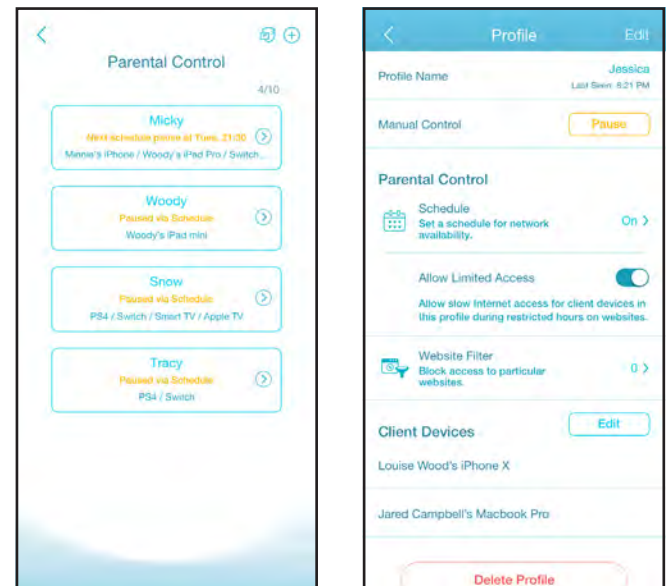 Parental Control
4/10
Micky
Next schedule pause at Tues, 21:00
Minnie's iPhone / Woody's iPad Pro / Switch...
Woody
Paused via Schedule
Woody's iPad mini
Snow
Paused via Schedule
PS4 / Switch / Smart TV / Apple TV
Tracy
Paused via Schedule
PS4 / Switch
Profile
Edit
Profile Name
Jessica
Last Seen: 8:21 PM
Manual Control
Pause
Parental Control
Schedule
Set a schedule for network
availability.
On
Allow Limited Access
Allow slow Internet access for client devices in
this profile during restricted hours on websites.
Website Filter
Block access to particular
websites.
0
Client Devices
Edit
Louise Wood's iPhone X
Jared Campbell's Macbook Pro
Delete Profile